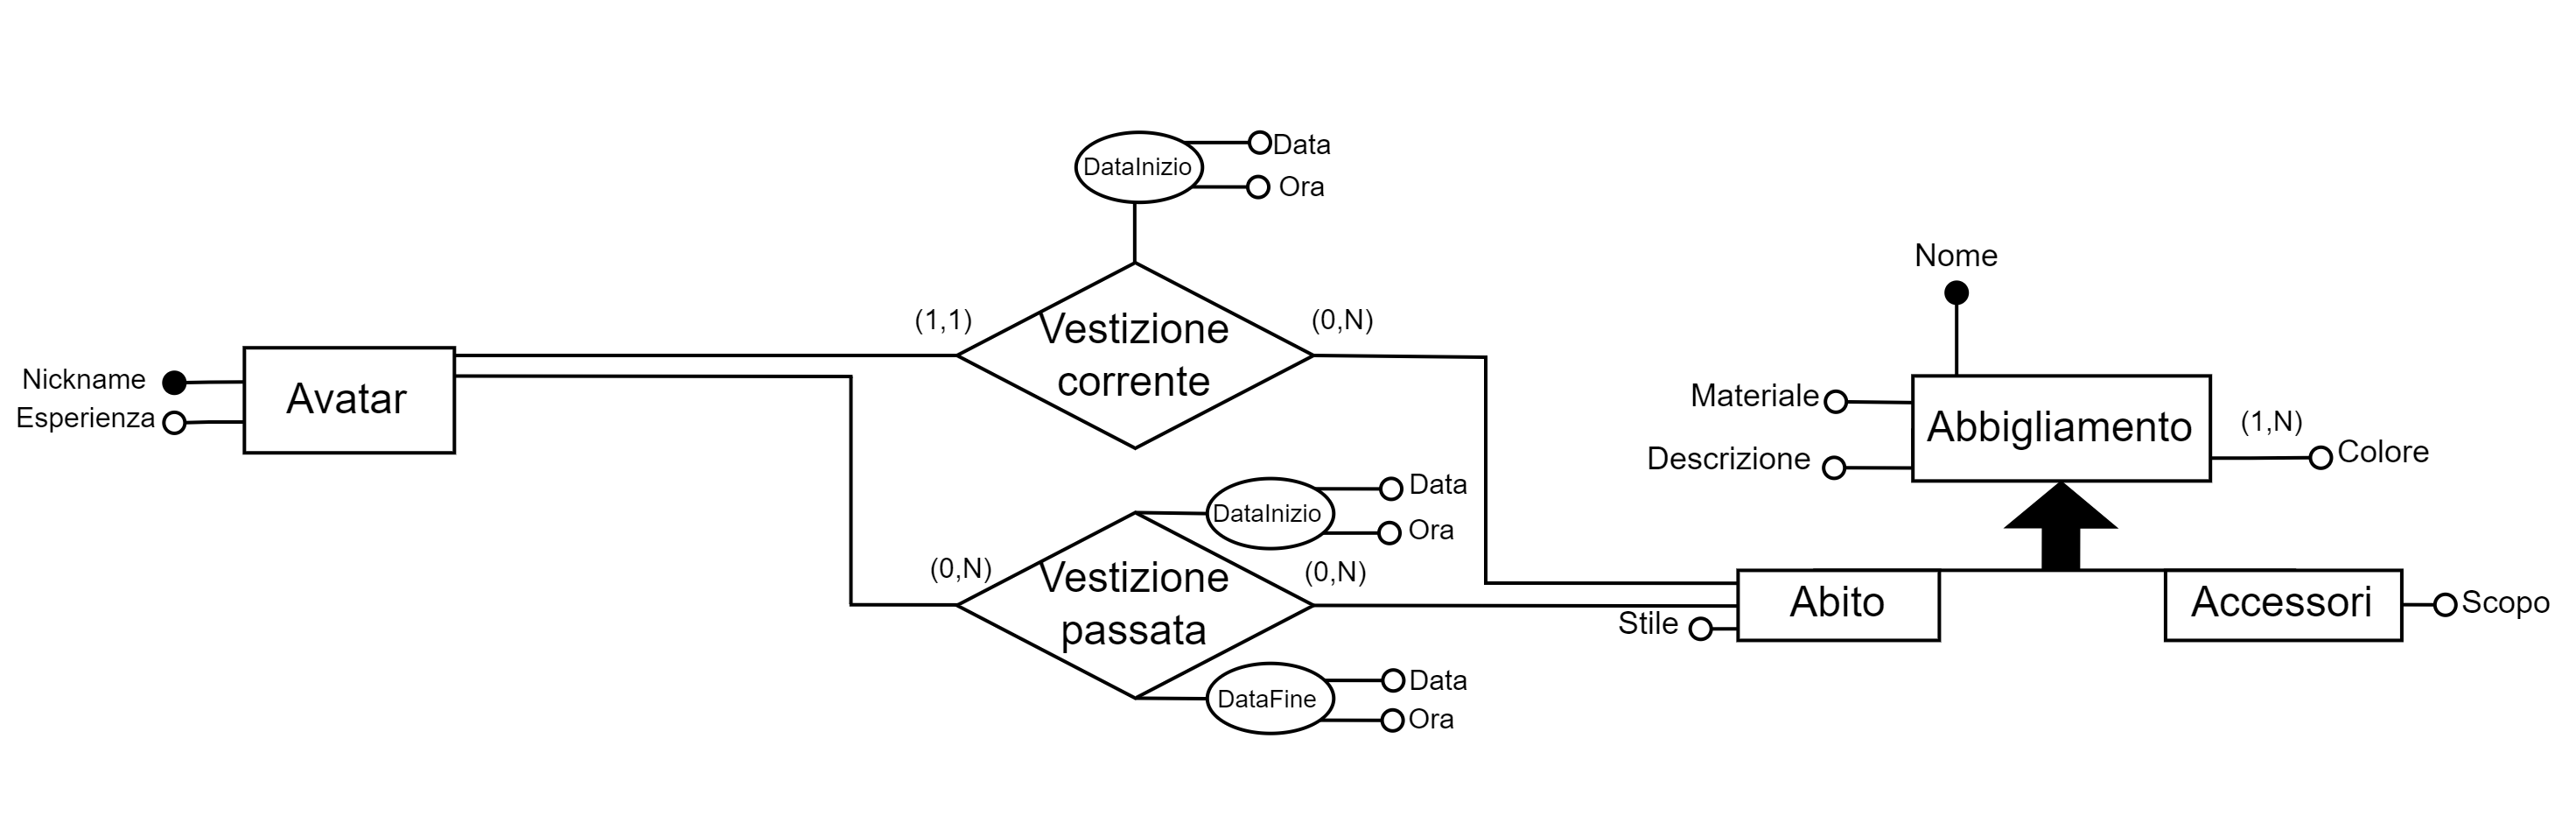 DataInizio
Data
Ora
Nome
(1,1)
Vestizione
corrente
(0,N)
Nickname
Esperienza
Avatar
Materiale
Descrizione
Abbigliamento
(1,N)
Colore
DataInizio
Data
Ora
(0,N)
Vestizione
passata
(0,N)
Stile
Abito
Accessori
Scopo
DataFine
Data
Ora